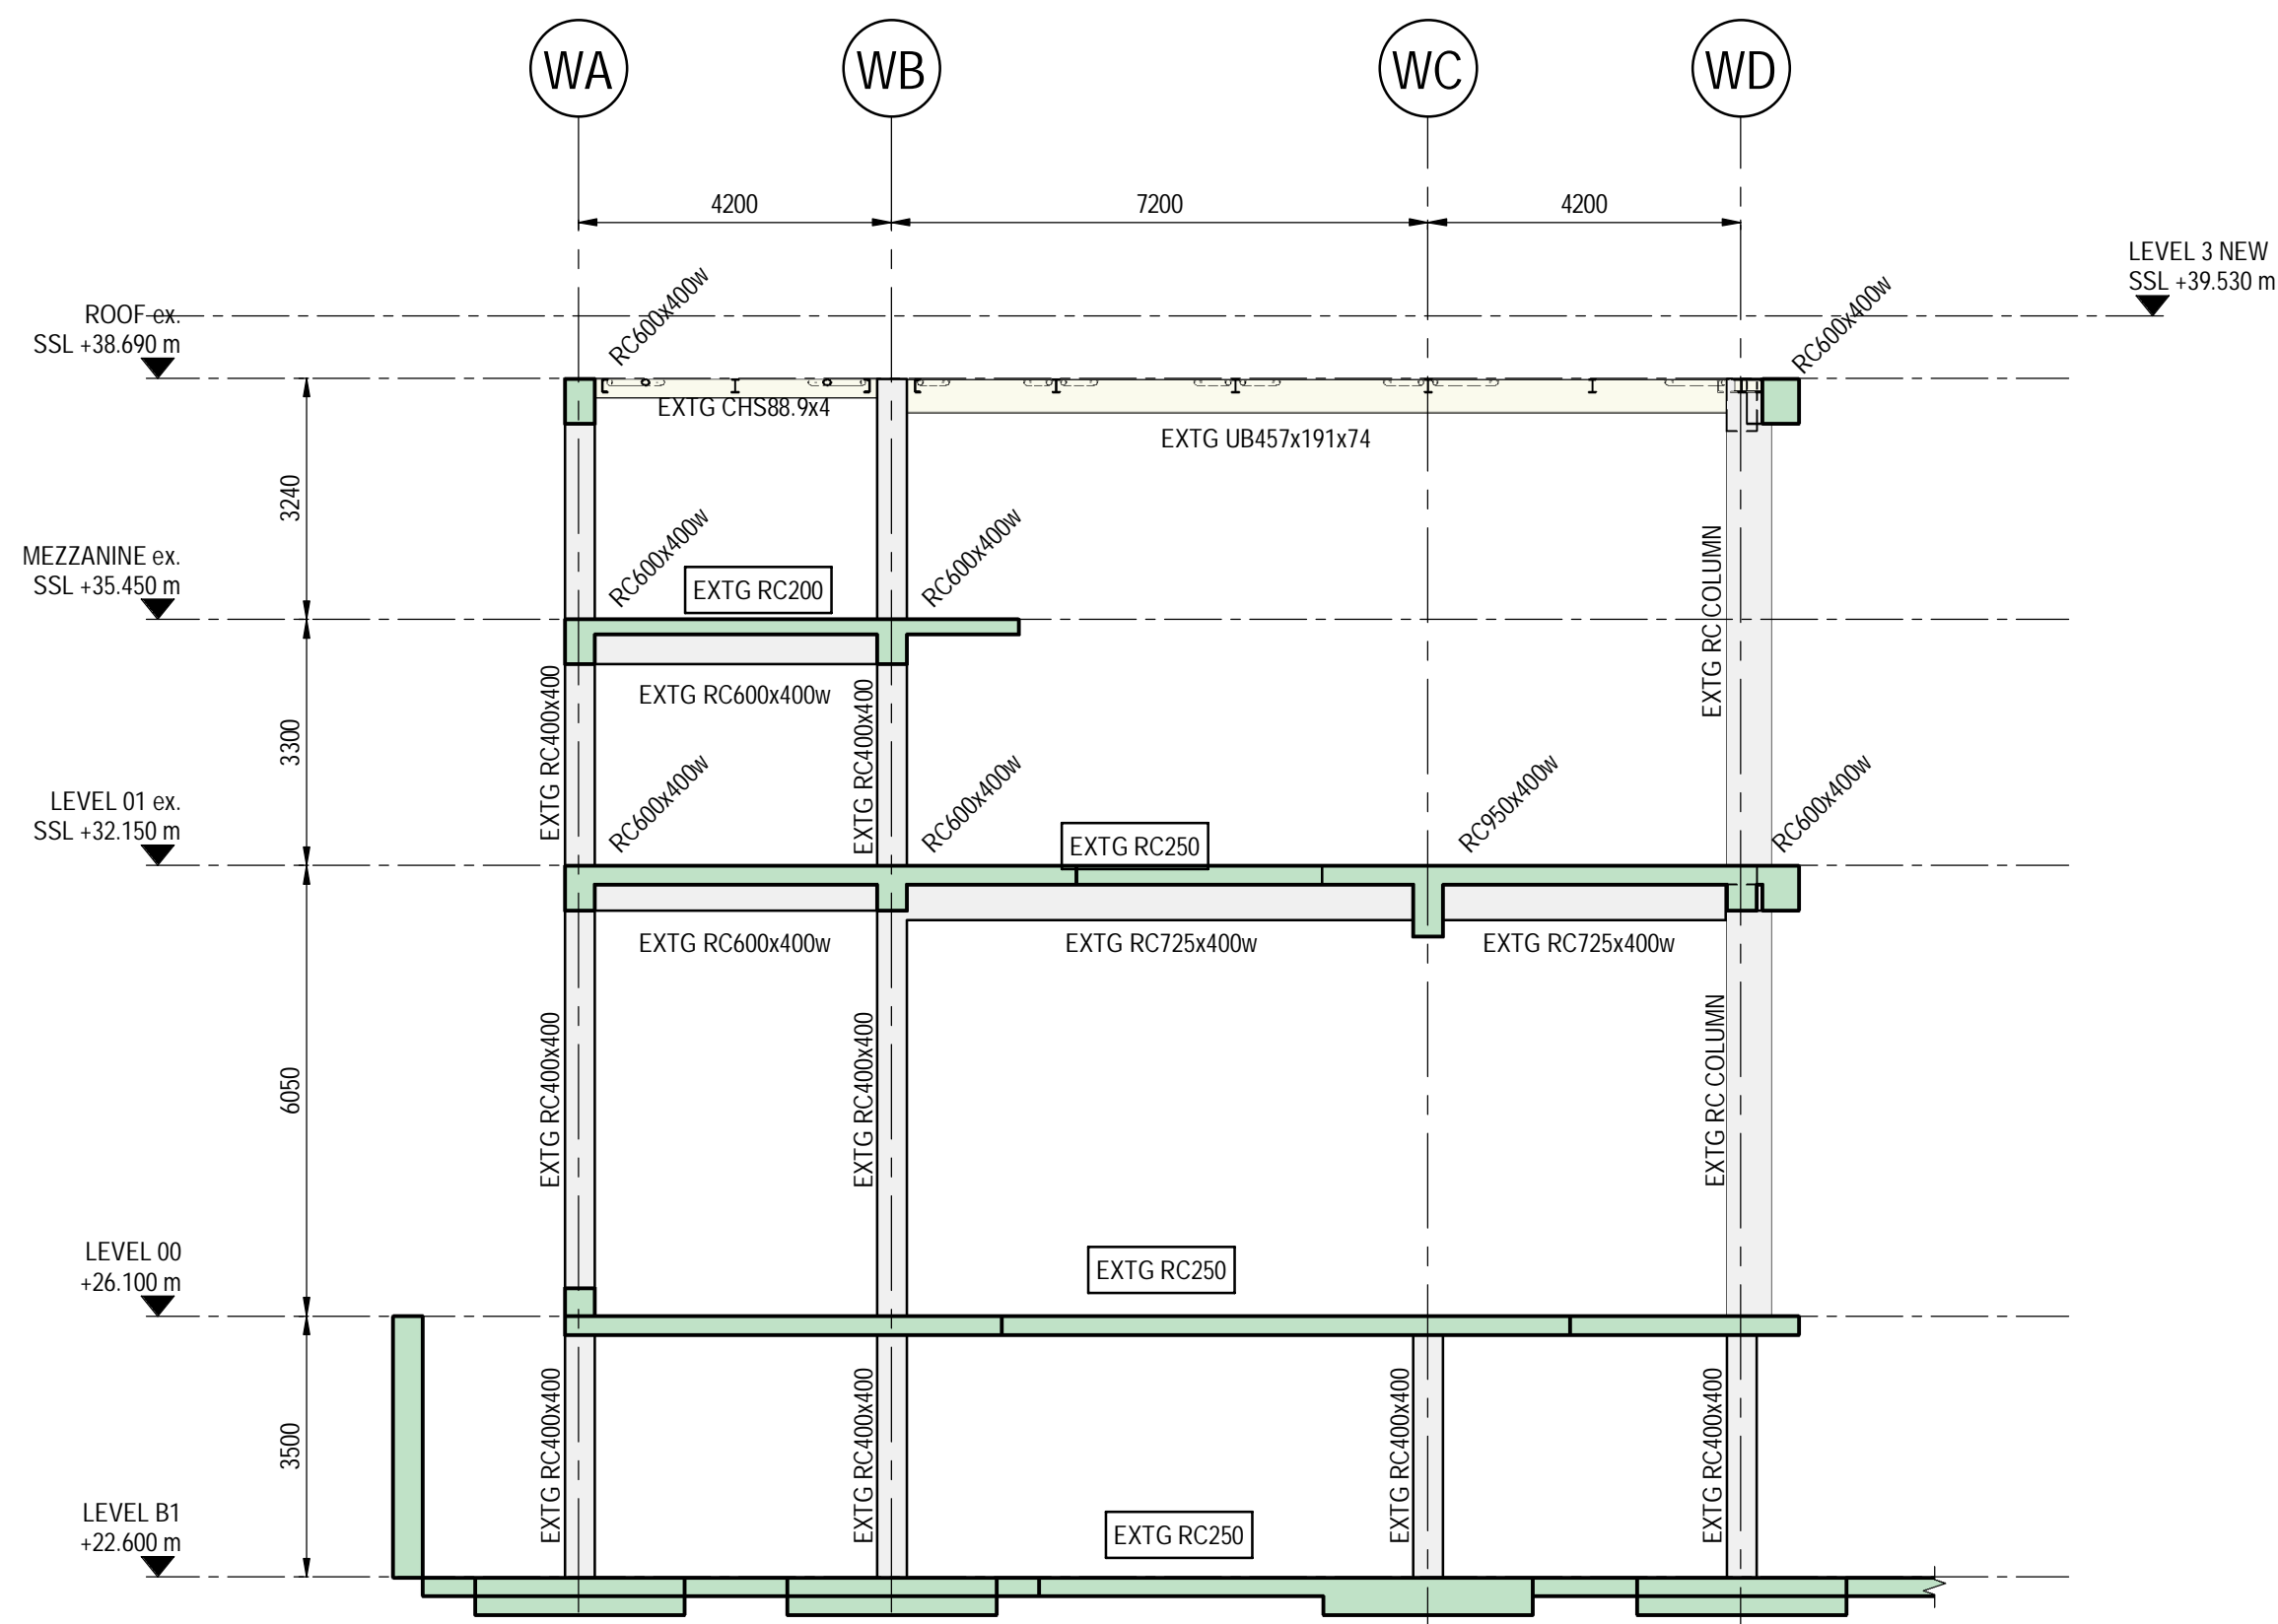 WA
WB
WC
WD
4200
7200
4200
LEVEL 3 NEW
SSL +39.530 m
ROOF ex.
SSL +38.690 m
RC600x400w
RC600x400w
EXTG CHS88.9x4
EXTG UB457x191x74
3240
MEZZANINE ex.
SSL +35.450 m
RC600x400w
EXTG RC200
RC600x400w
EXTG RC COLUMN
EXTG RC600x400w
EXTG RC400x400
EXTG RC400x400
3300
LEVEL 01 ex.
SSL +32.150 m
RC600x400w
RC600x400w
EXTG RC250
RC950x400w
RC600x400w
EXTG RC600x400w
EXTG RC725x400w
EXTG RC725x400w
6050
EXTG RC400x400
EXTG RC400x400
EXTG RC COLUMN
LEVEL 00
+26.100 m
EXTG RC250
3500
EXTG RC400x400
EXTG RC400x400
EXTG RC400x400
EXTG RC400x400
LEVEL B1
+22.600 m
EXTG RC250